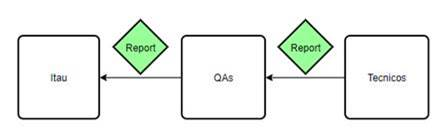 Report
Report
Itau
QAs
Tecnicos